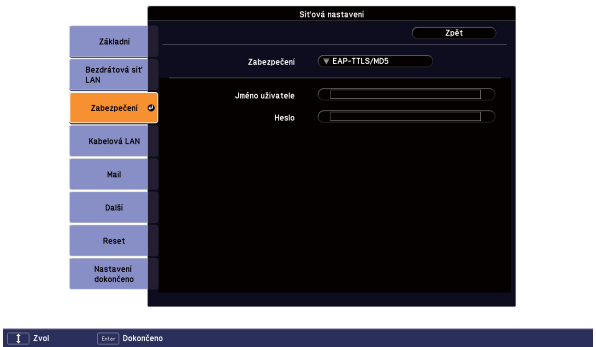 Síťová nastavení
Zpět
Základní
Bezdrátová síť
LAN
Zabezpečení
Kabelová LAN
Mail
Další
Reset
Nastavení
dokončeno
Zabezpečení ▼ EAP-TTLS/MD5
Jméno uživatele
Heslo
Zvol Enter Dokončeno